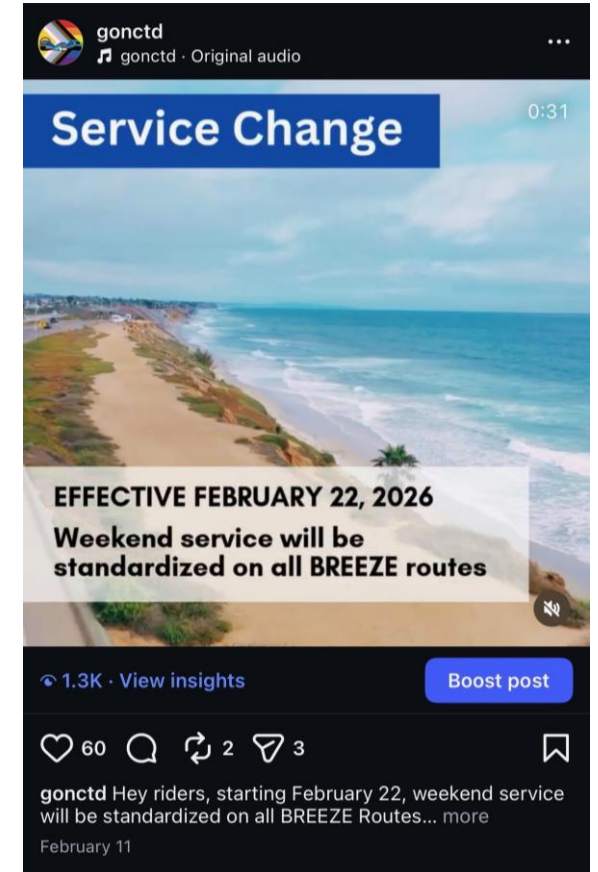 gonctd
gonctd · Original audio
Service Change
0:31
EFFECTIVE FEBRUARY 22, 2026
Weekend service will be
standardized on all BREEZE routes
1.3K · View insights
Boost post
60 2 3
gonctd Hey riders, starting February 22, weekend service
will be standardized on all BREEZE Routes... more
February 11